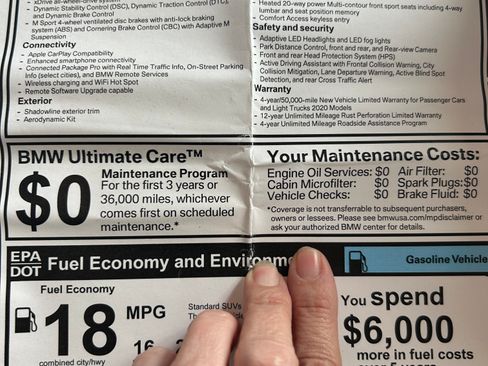 - xDrive all-wheel-drive system
- Dynamic Stability Control (DSC), Dynamic Traction Control (DTC), and Dynamic Brake Control
- M Sport 4-wheel ventilated disc brakes with anti-lock braking
system (ABS) and Cornering Brake Control (CBC) with Adaptive M
Suspension
Connectivity
- Apple CarPlay Compatibility
- Enhanced smartphone connectivity
- Connected Package Pro with Real Time Traffic Info, On-Street Parking
Info (select cities), and BMW Remote Services
- Wireless charging and WiFi Hot Spot
- Remote Software Upgrade capable
Exterior
- Shadowline exterior trim
- Aerodynamic Kit
- Heated 20-way power Multi-contour front sport seats including 4-way
lumbar and seat position memory
- Comfort Access keyless entry
Safety and security
- Adaptive LED Headlights and LED fog lights
- Park Distance Control, front and rear, and Rear-view Camera
- Front and rear Head Protection System (HPS)
- Active Driving Assistant with Frontal Collision Warning, City
Collision Mitigation, Lane Departure Warning, Active Blind Spot
Detection, and rear Cross Traffic Alert
Warranty
- 4-year/50,000-mile New Vehicle Limited Warranty for Passenger Cars
and Light Trucks 2020 Models
- 12-year Unlimited Mileage Rust Perforation Limited Warranty
- 4-year Unlimited Mileage Roadside Assistance Program
BMW Ultimate Care™
$0
Maintenance Program
For the first 3 years or
36,000 miles, whichever
comes first on scheduled
maintenance.*
Your Maintenance Costs:
Engine Oil Services: $0 Air Filter: $0
Cabin Microfilter: $0 Spark Plugs: $0
Vehicle Checks: $0 Brake Fluid: $0
*Coverage is not transferable to subsequent purchasers,
owners or lessees. Please see bmwusa.com/mpdisclaimer or
ask your authorized BMW center for details.
EPA
DOT
Fuel Economy and Environme
Gasoline Vehicle
Fuel Economy
18 MPG
combined city/hwy
16
Standard SUVs
You spend
$6,000
more in fuel costs
over 5 years